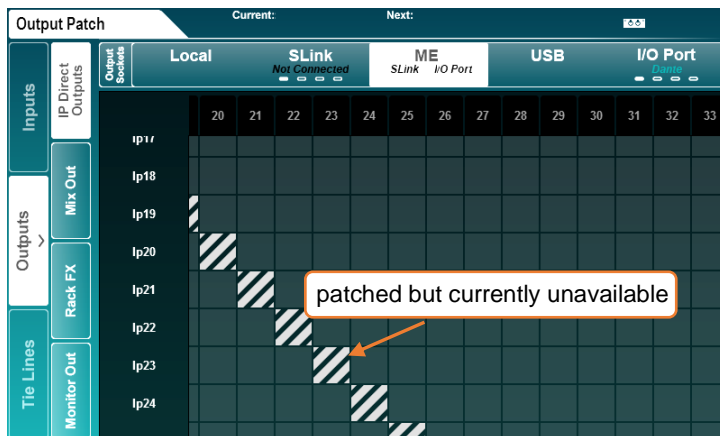 Output Patch
Current:
Next:
Inputs
Outputs
Tie Lines
IP Direct
Outputs
Mix Out
Rack FX
Monitor Out
Output
Sockets
Local
SLink
Not Connected
ME
SLink I/O Port
USB
I/O Port
Dante
20 21 22 23 24 25 26 27 28 29 30 31 32 33
Ip17
Ip18
Ip19
Ip20
Ip21
patched but currently unavailable
Ip22
Ip23
Ip24